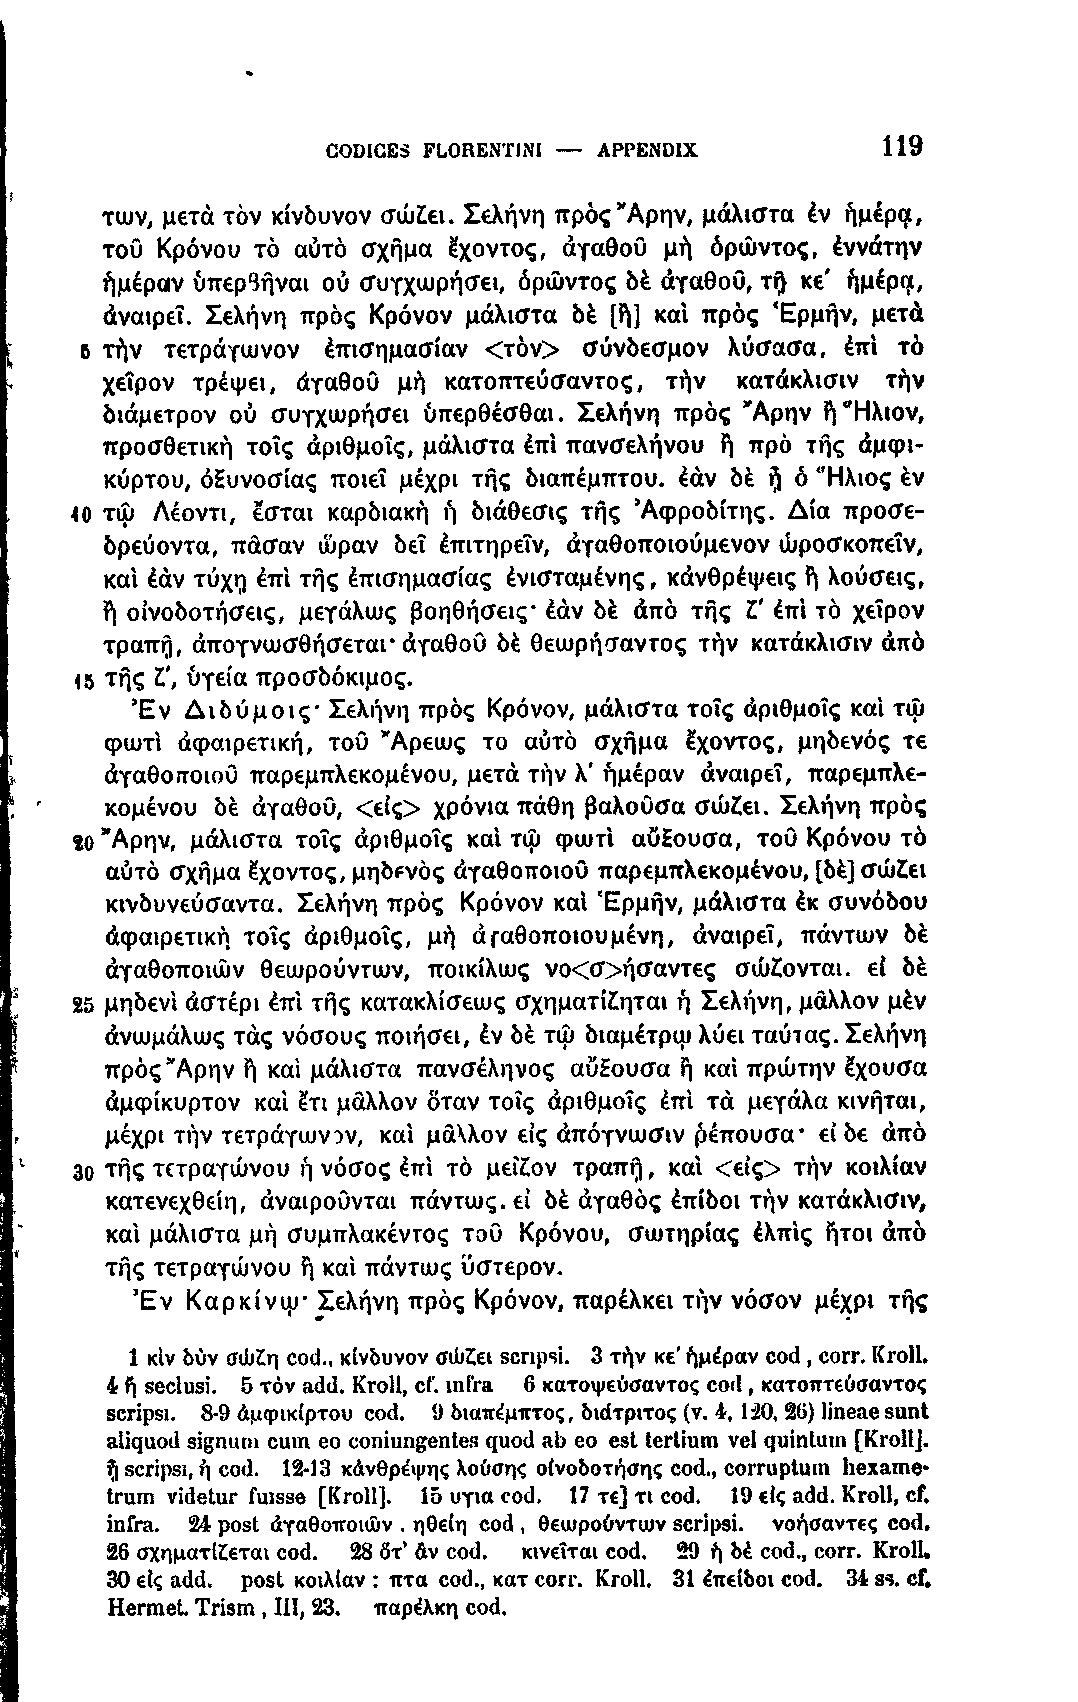 CODICES FLORENTINI — APPENDIX 119
των, μετὰ τὸν κίνδυνον σώζει. Σελήνη πρὸς Ἄρην, μάλιστα ἐν ἡμέρᾳ,
τοῦ Κρόνου τὸ αὐτὸ σχῆμα ἔχοντος, ἀγαθοῦ μὴ ὁρῶντος, ἐννάτην
ἡμέραν ὑπερβῆναι οὐ συγχωρήσει, ὁρῶντος δὲ ἀγαθοῦ, τῇ κε′ ἡμέρᾳ,
ἀναιρεῖ. Σελήνη πρὸς Κρόνον μάλιστα δὲ [ἢ] καὶ πρὸς Ἑρμῆν, μετὰ
5 τὴν τετράγωνον ἐπισημασίαν <τὸν> σύνδεσμον λύσασα, ἐπὶ τὸ
χεῖρον τρέψει, ἀγαθοῦ μὴ κατοπτεύσαντος, τὴν κατάκλισιν τὴν
διάμετρον οὐ συγχωρήσει ὑπερθέσθαι. Σελήνη πρὸς Ἄρην ἢ Ἥλιον,
προσθετικὴ τοῖς ἀριθμοῖς, μάλιστα ἐπὶ πανσελήνου ἢ πρὸ τῆς ἀμφι-
κύρτου, ὀξυνοσίας ποιεῖ μέχρι τῆς διαπέμπτου. ἐὰν δὲ ᾖ ὁ Ἥλιος ἐν
10 τῷ Λέοντι, ἔσται καρδιακὴ ἡ διάθεσις τῆς Ἀφροδίτης. Δία προσε-
δρεύοντα, πᾶσαν ὥραν δεῖ ἐπιτηρεῖν, ἀγαθοποιούμενον ὡροσκοπεῖν,
καὶ ἐὰν τύχῃ ἐπὶ τῆς ἐπισημασίας ἐνισταμένης, κἀνθρέψεις ἢ λούσεις,
ἢ οἰνοδοτήσεις, μεγάλως βοηθήσεις· ἐὰν δὲ ἀπὸ τῆς ζ′ ἐπὶ τὸ χεῖρον
τραπῇ, ἀπογνωσθήσεται· ἀγαθοῦ δὲ θεωρήσαντος τὴν κατάκλισιν ἀπὸ
15 τῆς ζ′, ὑγεία προσδόκιμος.
Ἐν Διδύμοις· Σελήνη πρὸς Κρόνον, μάλιστα τοῖς ἀριθμοῖς καὶ τῷ
φωτὶ ἀφαιρετική, τοῦ Ἄρεως το αὐτὸ σχῆμα ἔχοντος, μηδενός τε
ἀγαθοποιοῦ παρεμπλεκομένου, μετὰ τὴν λ′ ἡμέραν ἀναιρεῖ, παρεμπλε-
κομένου δὲ ἀγαθοῦ, <εἰς> χρόνια πάθη βαλοῦσα σώζει. Σελήνη πρὸς
20 Ἄρην, μάλιστα τοῖς ἀριθμοῖς καὶ τῷ φωτὶ αὔξουσα, τοῦ Κρόνου τὸ
αὐτὸ σχῆμα ἔχοντος, μηδενὸς ἀγαθοποιοῦ παρεμπλεκομένου, [δὲ] σώζει
κινδυνεύσαντα. Σελήνη πρὸς Κρόνον καὶ Ἑρμῆν, μάλιστα ἐκ συνόδου
ἀφαιρετικὴ τοῖς ἀριθμοῖς, μὴ ἀγαθοποιουμένη, ἀναιρεῖ, πάντων δὲ
ἀγαθοποιῶν θεωρούντων, ποικίλως νο<σ>ήσαντες σώζονται. εἰ δὲ
25 μηδενὶ ἀστέρι ἐπὶ τῆς κατακλίσεως σχηματίζηται ἡ Σελήνη, μᾶλλον μὲν
ἀνωμάλως τὰς νόσους ποιήσει, ἐν δὲ τῷ διαμέτρῳ λύει ταύτας. Σελήνη
πρὸς Ἄρην ἢ καὶ μάλιστα πανσέληνος αὔξουσα ἢ καὶ πρώτην ἔχουσα
ἀμφίκυρτον καὶ ἔτι μᾶλλον ὅταν τοῖς ἀριθμοῖς ἐπὶ τὰ μεγάλα κινῆται,
μέχρι τὴν τετράγωνον, καὶ μᾶλλον εἰς ἀπόγνωσιν ῥέπουσα· εἰ δε ἀπὸ
30 τῆς τετραγώνου ἡ νόσος ἐπὶ τὸ μεῖζον τραπῇ, καὶ <εἰς> τὴν κοιλίαν
κατενεχθείη, ἀναιροῦνται πάντως. εἰ δὲ ἀγαθὸς ἐπίδοι τὴν κατάκλισιν,
καὶ μάλιστα μὴ συμπλακέντος τοῦ Κρόνου, σωτηρίας ἐλπὶς ἤτοι ἀπὸ
τῆς τετραγώνου ἢ καὶ πάντως ὕστερον.
Ἐν Καρκίνῳ· Σελήνη πρὸς Κρόνον, παρέλκει τὴν νόσον μέχρι τῆς
1 κὶν δὺν σώζη cod., κίνδυνον σώζει scripsi. 3 τὴν κε′ ἡμέραν cod, corr. Kroll.
4 ἢ seclusi. 5 τὸν add. Kroll, cf. infra 6 κατοψεύσαντος cod, κατοπτεύσαντος
scripsi. 8-9 ἀμφικίρτου cod. 9 διαπέμπτος, διάτριτος (v. 4, 120, 26) lineae sunt
aliquod signum cum eo coniungentes quod ab eo est tertium vel quintum [Kroll].
ᾖ scripsi, ἡ cod. 12-13 κἀνθρέψης λούσης οἰνοδοτήσης cod., corruptum hexame-
trum videtur fuisse [Kroll]. 15 υγια cod. 17 τε] τι cod. 19 εἰς add. Kroll, cf.
infra. 24 post ἀγαθοποιῶν . ηθείη cod, θεωρούντων scripsi. νοήσαντες cod.
26 σχηματίζεται cod. 28 ὅτ' ἂν cod. κινεῖται cod. 29 ἡ δὲ cod., corr. Kroll.
30 εἰς add. post κοιλίαν : πτα cod., κατ corr. Kroll. 31 ἐπείδοι cod. 34 ss. cf.
Hermet. Trism, III, 23. παρέλκη cod.